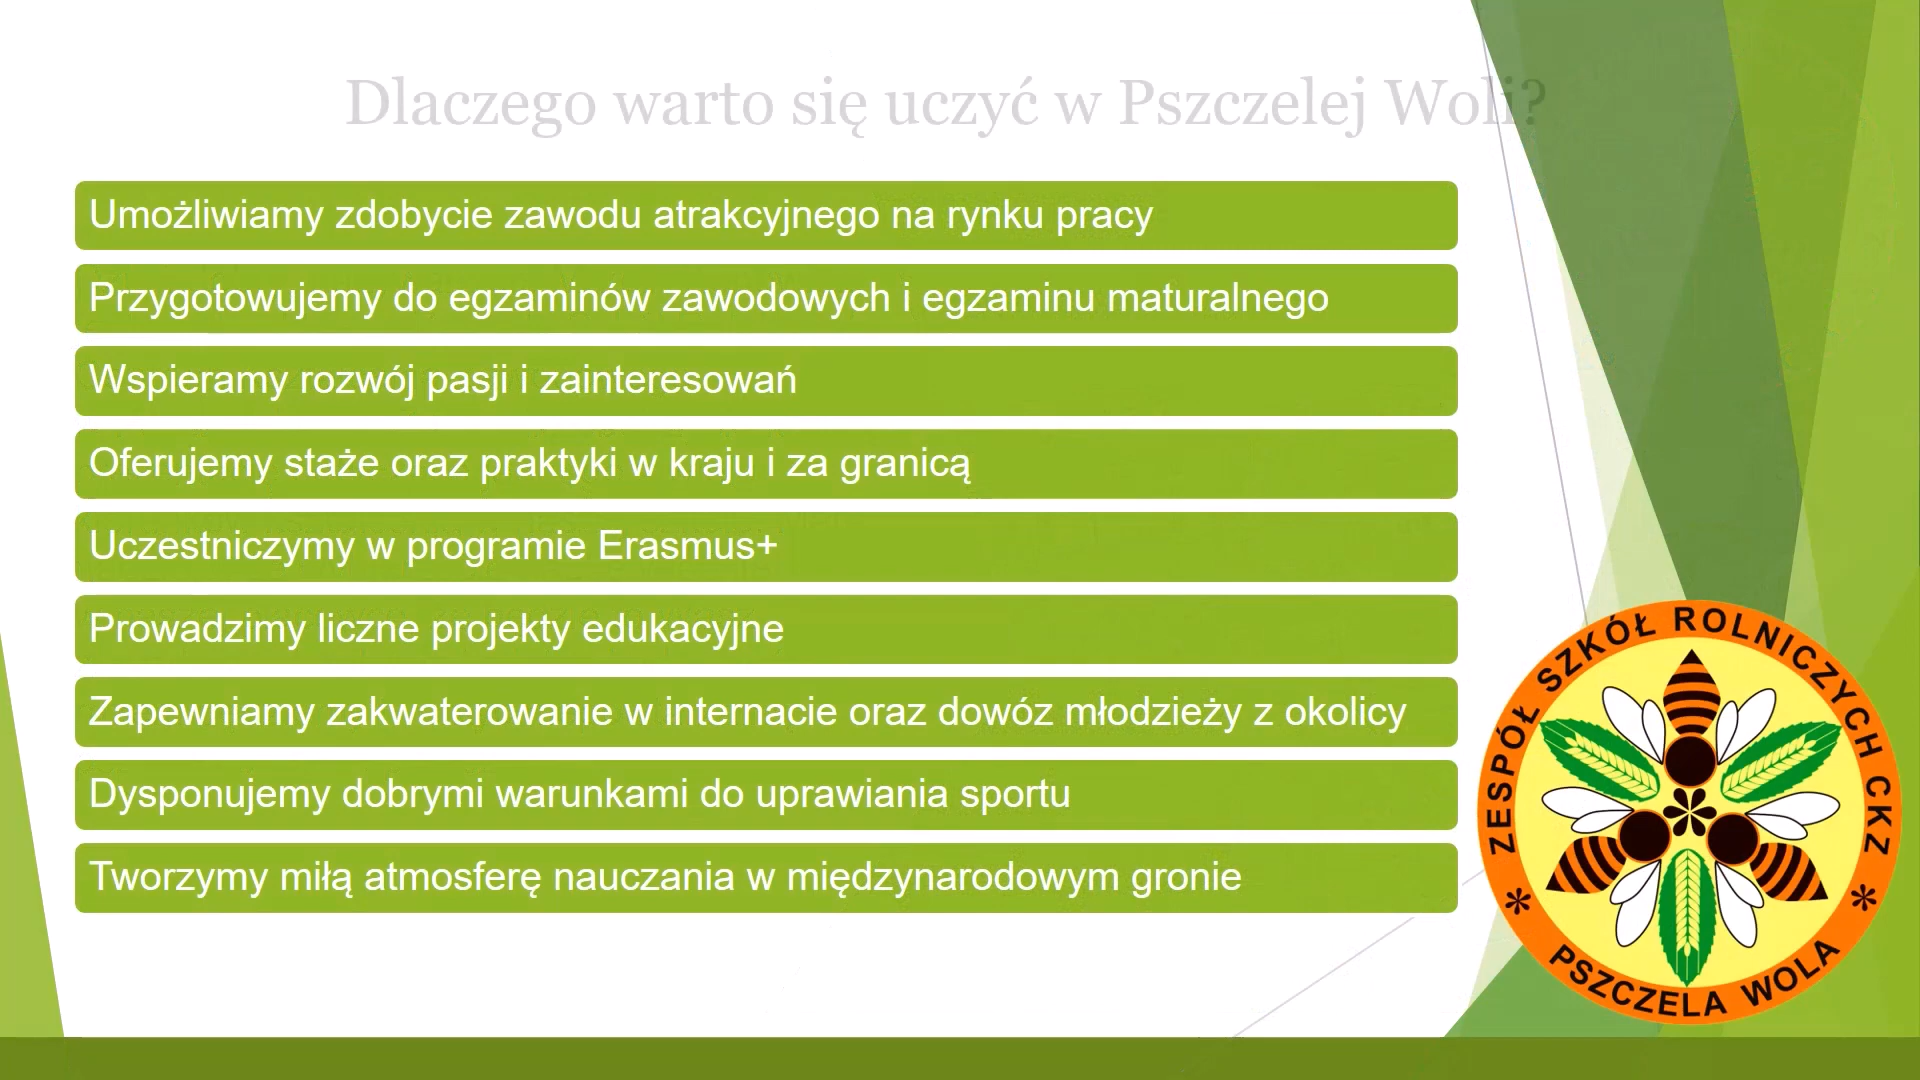 Dlaczego warto się uczyć w Pszczelej Woli?
Umożliwiamy zdobycie zawodu atrakcyjnego na rynku pracy
Przygotowujemy do egzaminów zawodowych i egzaminu maturalnego
Wspieramy rozwój pasji i zainteresowań
Oferujemy staże oraz praktyki w kraju i za granicą
Uczestniczymy w programie Erasmus+
Prowadzimy liczne projekty edukacyjne
Zapewniamy zakwaterowanie w internacie oraz dowóz młodzieży z okolicy
Dysponujemy dobrymi warunkami do uprawiania sportu
Tworzymy miłą atmosferę nauczania w międzynarodowym gronie
ZESPÓŁ SZKÓŁ ROLNICZYCH CKZ
* PSZCZELA WOLA *